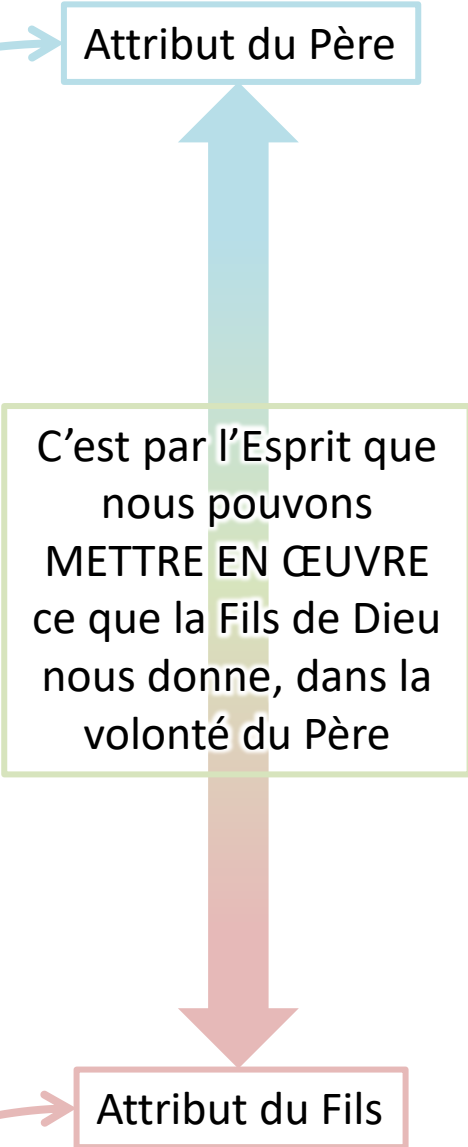 Attribut du Père
C’est par l’Esprit que
nous pouvons
METTRE EN ŒUVRE
ce que la Fils de Dieu
nous donne, dans la
volonté du Père
Attribut du Fils